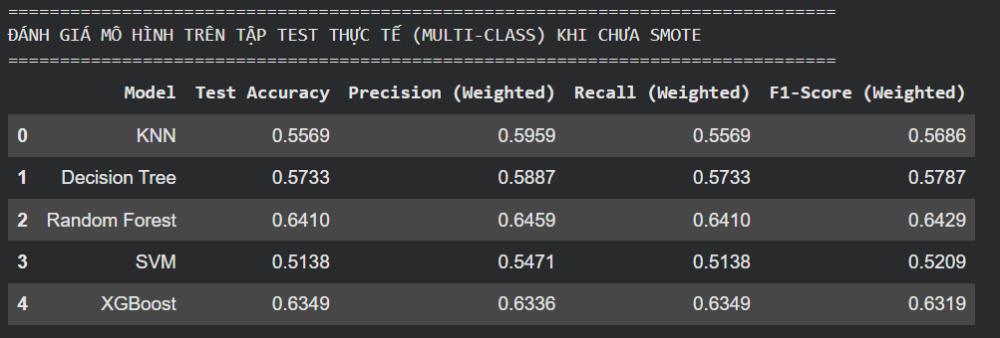 ================================================================================
ĐÁNH GIÁ MÔ HÌNH TRÊN TẬP TEST THỰC TẾ (MULTI-CLASS) KHI CHƯA SMOTE
================================================================================
Model Test Accuracy Precision (Weighted) Recall (Weighted) F1-Score (Weighted)
0 KNN 0.5569 0.5959 0.5569 0.5686
1 Decision Tree 0.5733 0.5887 0.5733 0.5787
2 Random Forest 0.6410 0.6459 0.6410 0.6429
3 SVM 0.5138 0.5471 0.5138 0.5209
4 XGBoost 0.6349 0.6336 0.6349 0.6319